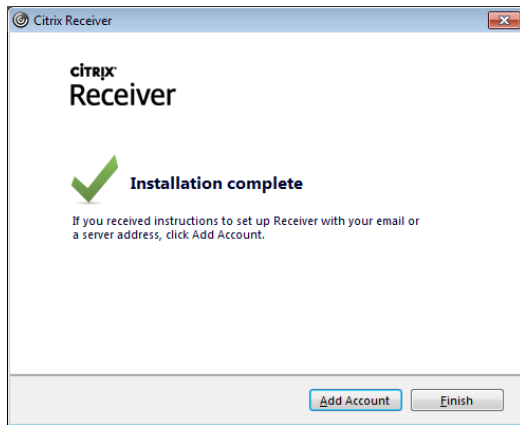 Citrix Receiver
CITRIX
Receiver
Installation complete
If you received instructions to set up Receiver with your email or
a server address, click Add Account.
Add Account
Finish